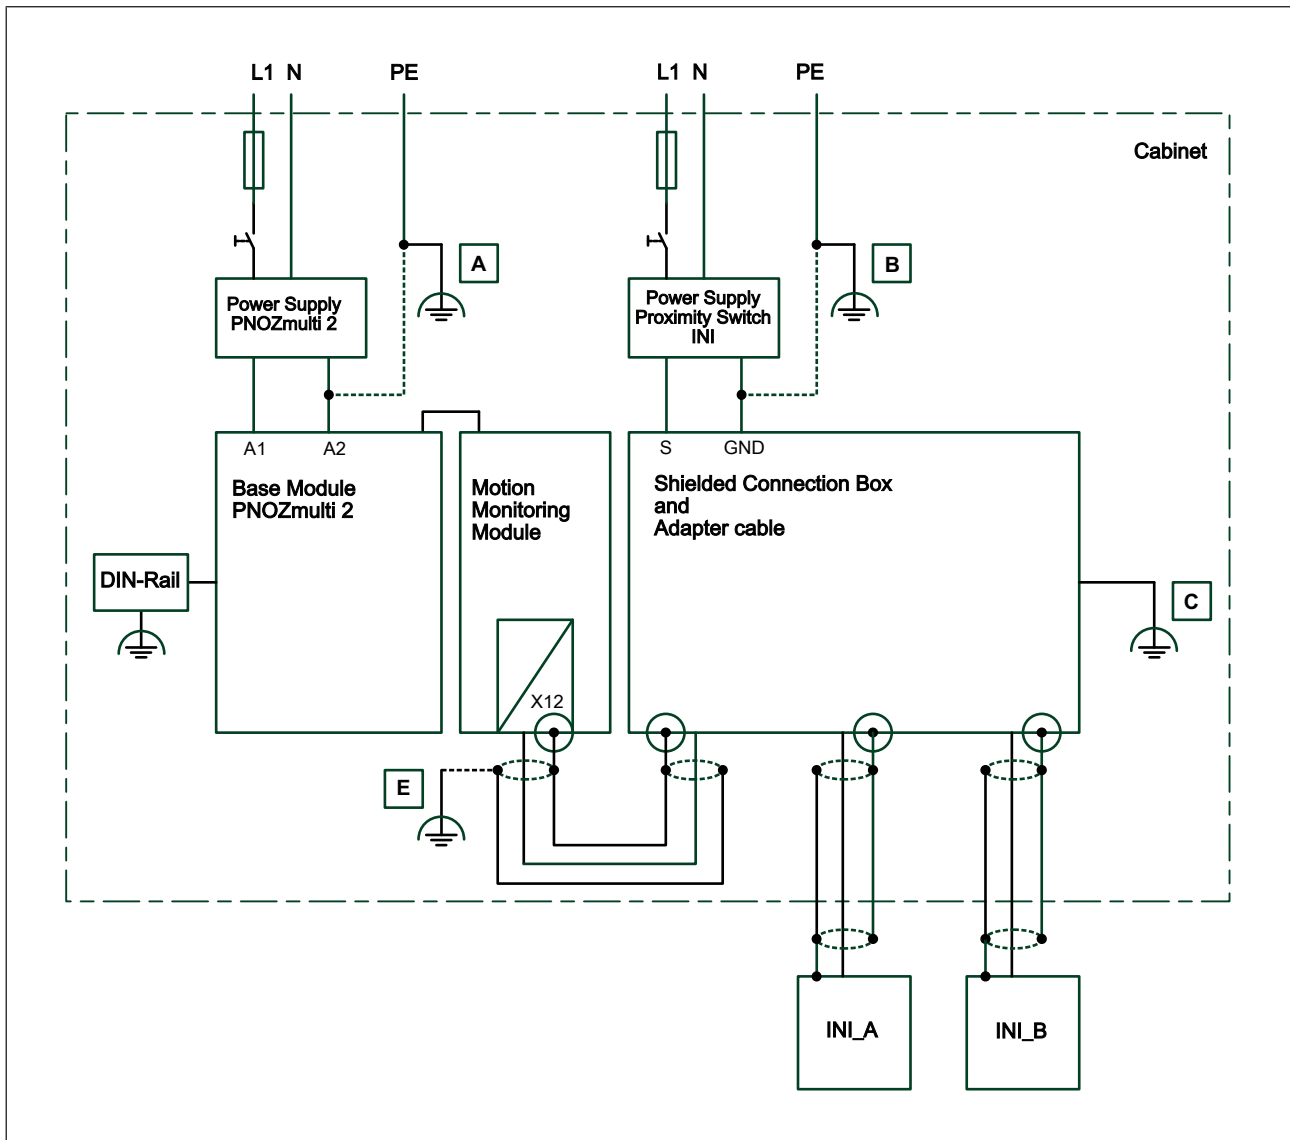 L1 N PE L1 N PE
Cabinet
A
B
Power Supply
PNOZmulti 2
Power Supply
Proximity Switch
INI
A1 A2
S GND
Base Module
PNOZmulti 2
Motion
Monitoring
Module
Shielded Connection Box
and
Adapter cable
DIN-Rail
C
X12
E
INI_A
INI_B